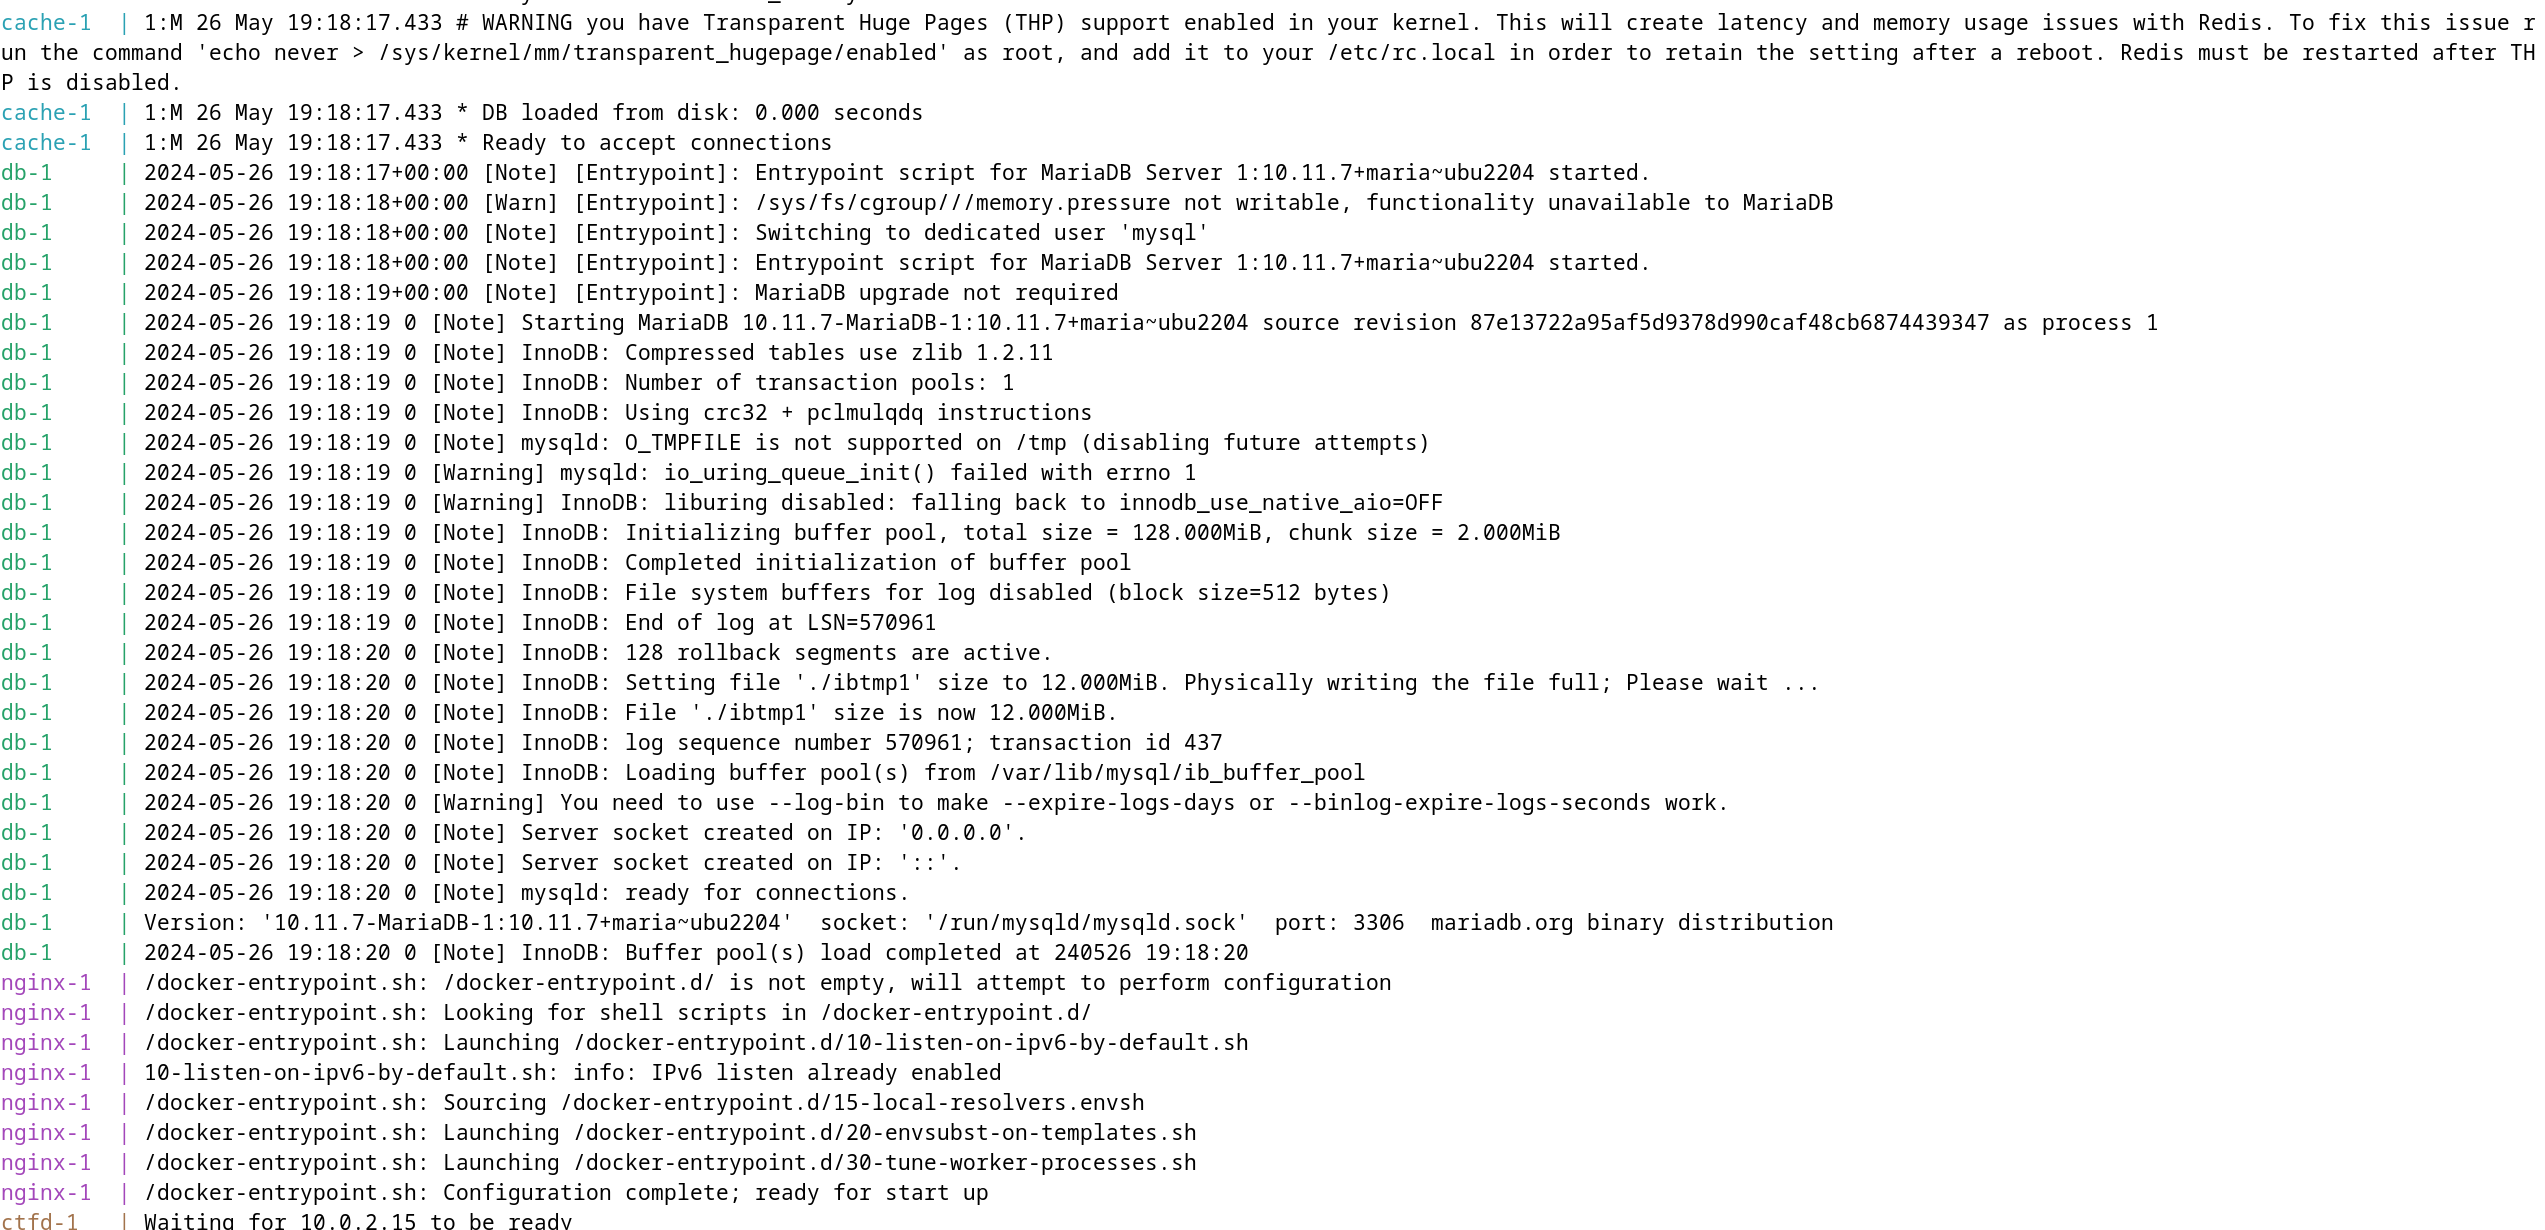 cache-1  | 1:M 26 May 19:18:17.433 # WARNING you have Transparent Huge Pages (THP) support enabled in your kernel. This will create latency and memory usage issues with Redis. To fix this issue r
un the command 'echo never > /sys/kernel/mm/transparent_hugepage/enabled' as root, and add it to your /etc/rc.local in order to retain the setting after a reboot. Redis must be restarted after TH
P is disabled.
cache-1  | 1:M 26 May 19:18:17.433 * DB loaded from disk: 0.000 seconds
cache-1  | 1:M 26 May 19:18:17.433 * Ready to accept connections
db-1     | 2024-05-26 19:18:17+00:00 [Note] [Entrypoint]: Entrypoint script for MariaDB Server 1:10.11.7+maria~ubu2204 started.
db-1     | 2024-05-26 19:18:18+00:00 [Warn] [Entrypoint]: /sys/fs/cgroup///memory.pressure not writable, functionality unavailable to MariaDB
db-1     | 2024-05-26 19:18:18+00:00 [Note] [Entrypoint]: Switching to dedicated user 'mysql'
db-1     | 2024-05-26 19:18:18+00:00 [Note] [Entrypoint]: Entrypoint script for MariaDB Server 1:10.11.7+maria~ubu2204 started.
db-1     | 2024-05-26 19:18:19+00:00 [Note] [Entrypoint]: MariaDB upgrade not required
db-1     | 2024-05-26 19:18:19 0 [Note] Starting MariaDB 10.11.7-MariaDB-1:10.11.7+maria~ubu2204 source revision 87e13722a95af5d9378d990caf48cb6874439347 as process 1
db-1     | 2024-05-26 19:18:19 0 [Note] InnoDB: Compressed tables use zlib 1.2.11
db-1     | 2024-05-26 19:18:19 0 [Note] InnoDB: Number of transaction pools: 1
db-1     | 2024-05-26 19:18:19 0 [Note] InnoDB: Using crc32 + pclmulqdq instructions
db-1     | 2024-05-26 19:18:19 0 [Note] mysqld: O_TMPFILE is not supported on /tmp (disabling future attempts)
db-1     | 2024-05-26 19:18:19 0 [Warning] mysqld: io_uring_queue_init() failed with errno 1
db-1     | 2024-05-26 19:18:19 0 [Warning] InnoDB: liburing disabled: falling back to innodb_use_native_aio=OFF
db-1     | 2024-05-26 19:18:19 0 [Note] InnoDB: Initializing buffer pool, total size = 128.000MiB, chunk size = 2.000MiB
db-1     | 2024-05-26 19:18:19 0 [Note] InnoDB: Completed initialization of buffer pool
db-1     | 2024-05-26 19:18:19 0 [Note] InnoDB: File system buffers for log disabled (block size=512 bytes)
db-1     | 2024-05-26 19:18:19 0 [Note] InnoDB: End of log at LSN=570961
db-1     | 2024-05-26 19:18:20 0 [Note] InnoDB: 128 rollback segments are active.
db-1     | 2024-05-26 19:18:20 0 [Note] InnoDB: Setting file './ibtmp1' size to 12.000MiB. Physically writing the file full; Please wait ...
db-1     | 2024-05-26 19:18:20 0 [Note] InnoDB: File './ibtmp1' size is now 12.000MiB.
db-1     | 2024-05-26 19:18:20 0 [Note] InnoDB: log sequence number 570961; transaction id 437
db-1     | 2024-05-26 19:18:20 0 [Note] InnoDB: Loading buffer pool(s) from /var/lib/mysql/ib_buffer_pool
db-1     | 2024-05-26 19:18:20 0 [Warning] You need to use --log-bin to make --expire-logs-days or --binlog-expire-logs-seconds work.
db-1     | 2024-05-26 19:18:20 0 [Note] Server socket created on IP: '0.0.0.0'.
db-1     | 2024-05-26 19:18:20 0 [Note] Server socket created on IP: '::'.
db-1     | 2024-05-26 19:18:20 0 [Note] mysqld: ready for connections.
db-1     | Version: '10.11.7-MariaDB-1:10.11.7+maria~ubu2204'  socket: '/run/mysqld/mysqld.sock'  port: 3306  mariadb.org binary distribution
db-1     | 2024-05-26 19:18:20 0 [Note] InnoDB: Buffer pool(s) load completed at 240526 19:18:20
nginx-1  | /docker-entrypoint.sh: /docker-entrypoint.d/ is not empty, will attempt to perform configuration
nginx-1  | /docker-entrypoint.sh: Looking for shell scripts in /docker-entrypoint.d/
nginx-1  | /docker-entrypoint.sh: Launching /docker-entrypoint.d/10-listen-on-ipv6-by-default.sh
nginx-1  | 10-listen-on-ipv6-by-default.sh: info: IPv6 listen already enabled
nginx-1  | /docker-entrypoint.sh: Sourcing /docker-entrypoint.d/15-local-resolvers.envsh
nginx-1  | /docker-entrypoint.sh: Launching /docker-entrypoint.d/20-envsubst-on-templates.sh
nginx-1  | /docker-entrypoint.sh: Launching /docker-entrypoint.d/30-tune-worker-processes.sh
nginx-1  | /docker-entrypoint.sh: Configuration complete; ready for start up
ctfd-1   | Waiting for 10.0.2.15 to be ready